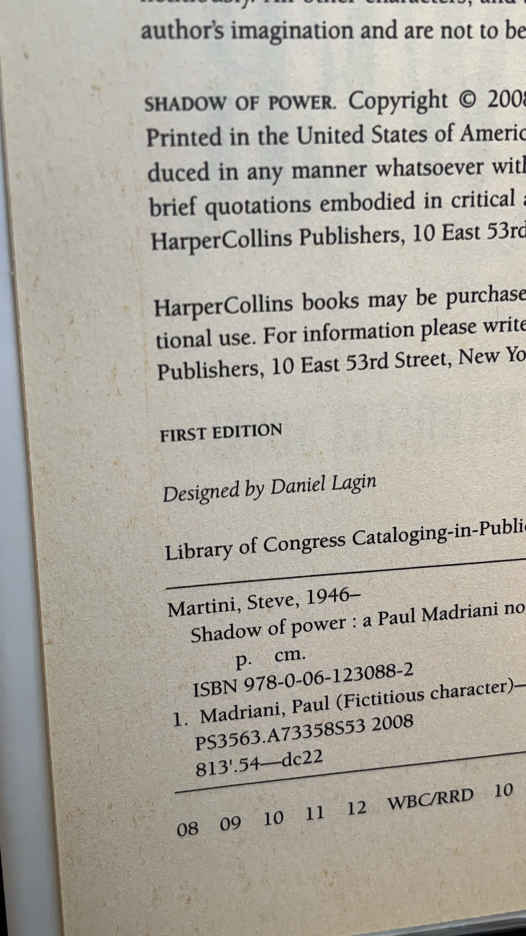 author's imagination and are not to be
SHADOW OF POWER. Copyright © 2008
Printed in the United States of Americ
duced in any manner whatsoever with
brief quotations embodied in critical a
HarperCollins Publishers, 10 East 53rd
HarperCollins books may be purchase
tional use. For information please write
Publishers, 10 East 53rd Street, New Yo
FIRST EDITION
Designed by Daniel Lagin
Library of Congress Cataloging-in-Public
Martini, Steve, 1946–
Shadow of power : a Paul Madriani no
p. cm.
ISBN 978-0-06-123088-2
1. Madriani, Paul (Fictitious character)—
PS3563.A73358S53 2008
813'.54—dc22
08 09 10 11 12 WBC/RRD 10